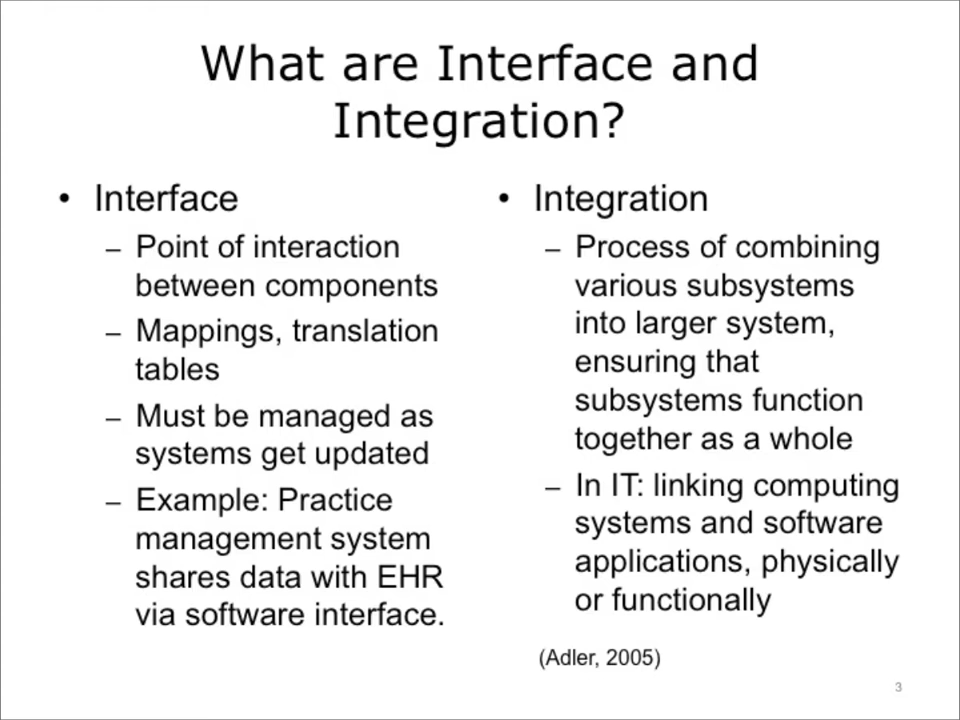 What are Interface and
Integration?
• Interface
– Point of interaction
between components
– Mappings, translation
tables
– Must be managed as
systems get updated
– Example: Practice
management system
shares data with EHR
via software interface.
• Integration
– Process of combining
various subsystems
into larger system,
ensuring that
subsystems function
together as a whole
– In IT: linking computing
systems and software
applications, physically
or functionally
(Adler, 2005)
3